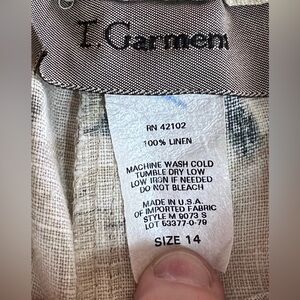 T.Garment
RN 42102
100% LINEN
MACHINE WASH COLD
TUMBLE DRY LOW
LOW IRON IF NEEDED
DO NOT BLEACH
MADE IN U.S.A.
OF IMPORTED FABRIC
STYLE M 9073 S
LOT 63377-0-79
SIZE 14